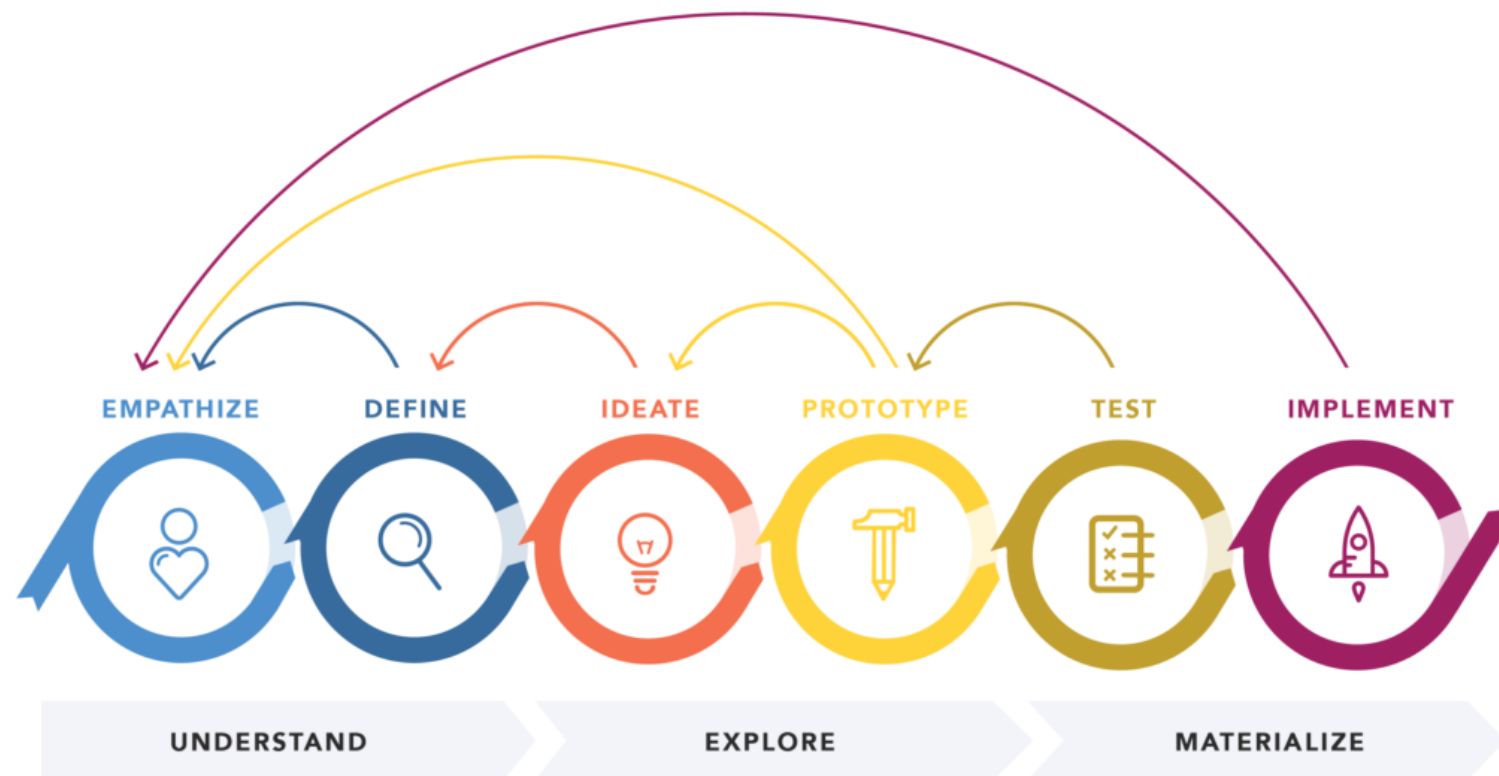 EMPATHIZE DEFINE IDEATE PROTOTYPE TEST IMPLEMENT
UNDERSTAND EXPLORE MATERIALIZE